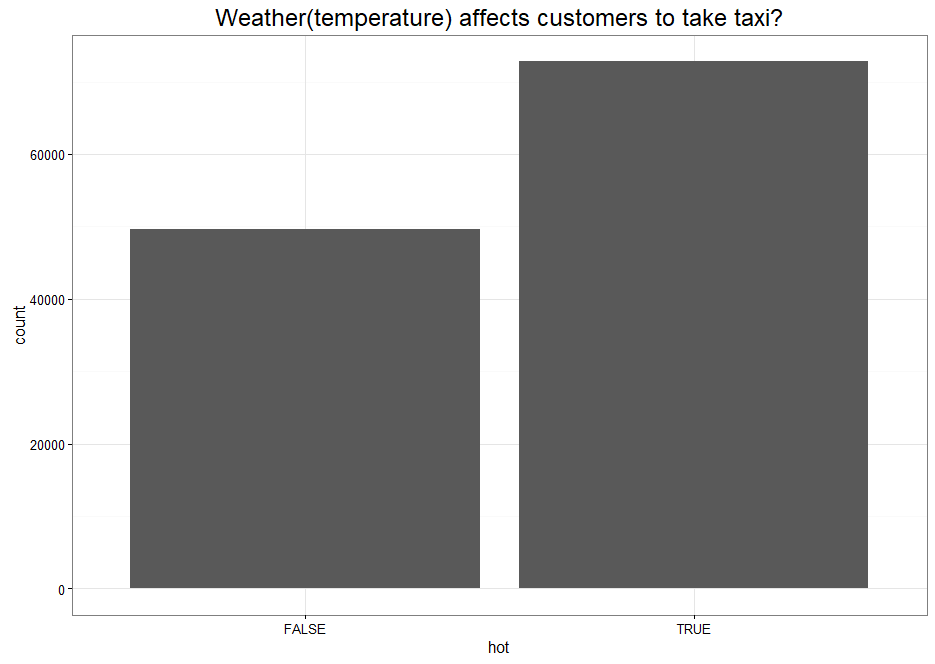 Weather(temperature) affects customers to take taxi?
60000
40000
20000
0
count
FALSE
TRUE
hot